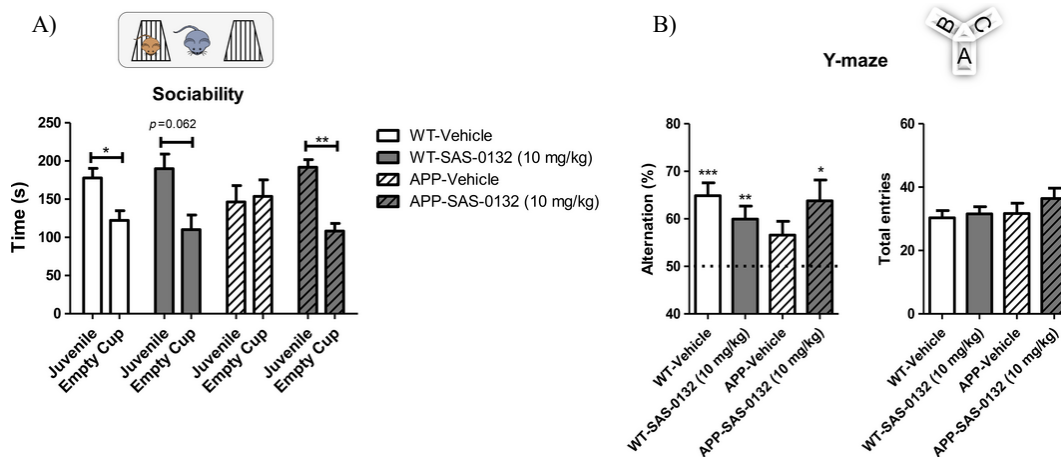 A)
Sociability
250
200
150
100
50
0
Time (s)
*
p=0.062
**
Juvenile
Empty Cup
Juvenile
Empty Cup
Juvenile
Empty Cup
Juvenile
Empty Cup
WT-Vehicle
WT-SAS-0132 (10 mg/kg)
APP-Vehicle
APP-SAS-0132 (10 mg/kg)
B)
Y-maze
B
C
A
80
70
60
50
40
Alternation (%)
***
**
*
WT-Vehicle
WT-SAS-0132 (10 mg/kg)
APP-Vehicle
APP-SAS-0132 (10 mg/kg)
60
40
20
0
Total entries
WT-Vehicle
WT-SAS-0132 (10 mg/kg)
APP-Vehicle
APP-SAS-0132 (10 mg/kg)